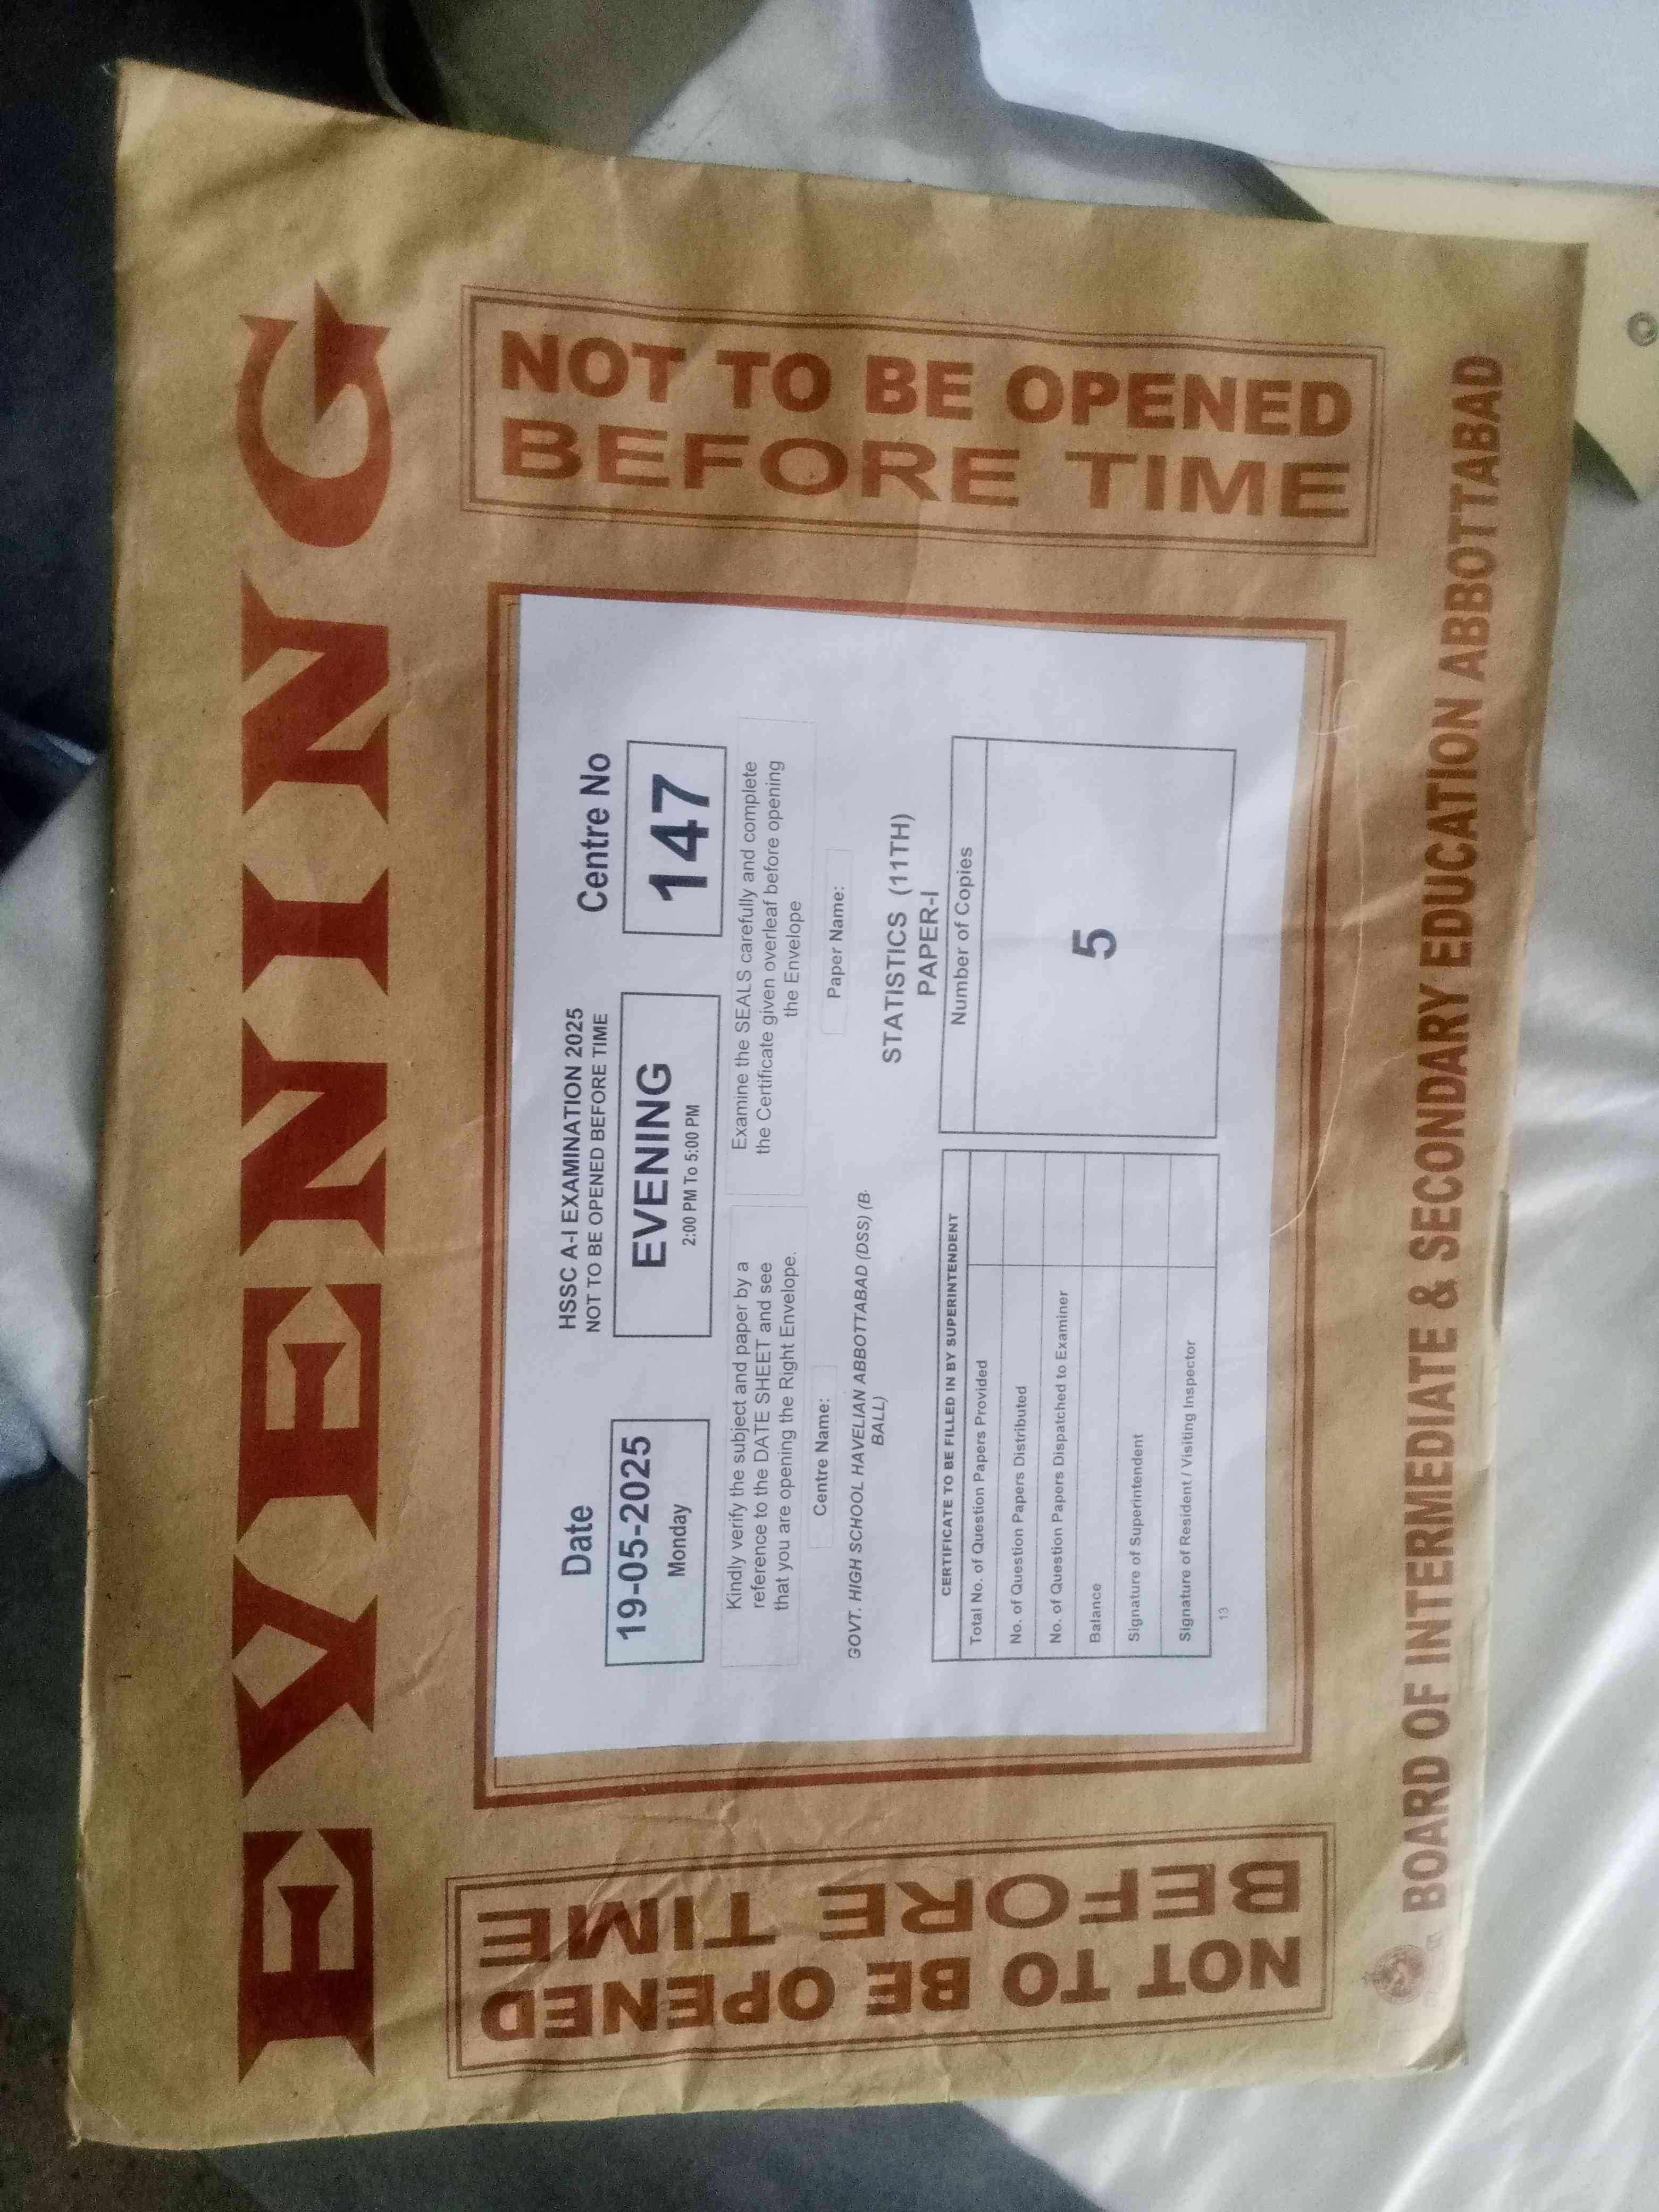 EVENING
NOT TO BE OPENED
BEFORE TIME
Date
19-05-2025
Monday
HSSC A-I EXAMINATION 2025
NOT TO BE OPENED BEFORE TIME
EVENING
2:00 PM To 5:00 PM
Centre No
147
Kindly verify the subject and paper by a
reference to the DATE SHEET and see
that you are opening the Right Envelope.
Examine the SEALS carefully and complete
the Certificate given overleaf before opening
the Envelope
Centre Name:
GOVT. HIGH SCHOOL HAVELIAN ABBOTTABAD (DSS) (B-
BALL)
Paper Name:
STATISTICS (11TH)
PAPER-I
CERTIFICATE TO BE FILLED IN BY SUPERINTENDENT
Total No. of Question Papers Provided
No. of Question Papers Distributed
No. of Question Papers Dispatched to Examiner
Balance
Signature of Superintendent
Signature of Resident / Visiting Inspector
13
Number of Copies
5
NOT TO BE OPENED
BEFORE TIME
BOARD OF INTERMEDIATE & SECONDARY EDUCATION ABBOTTABAD